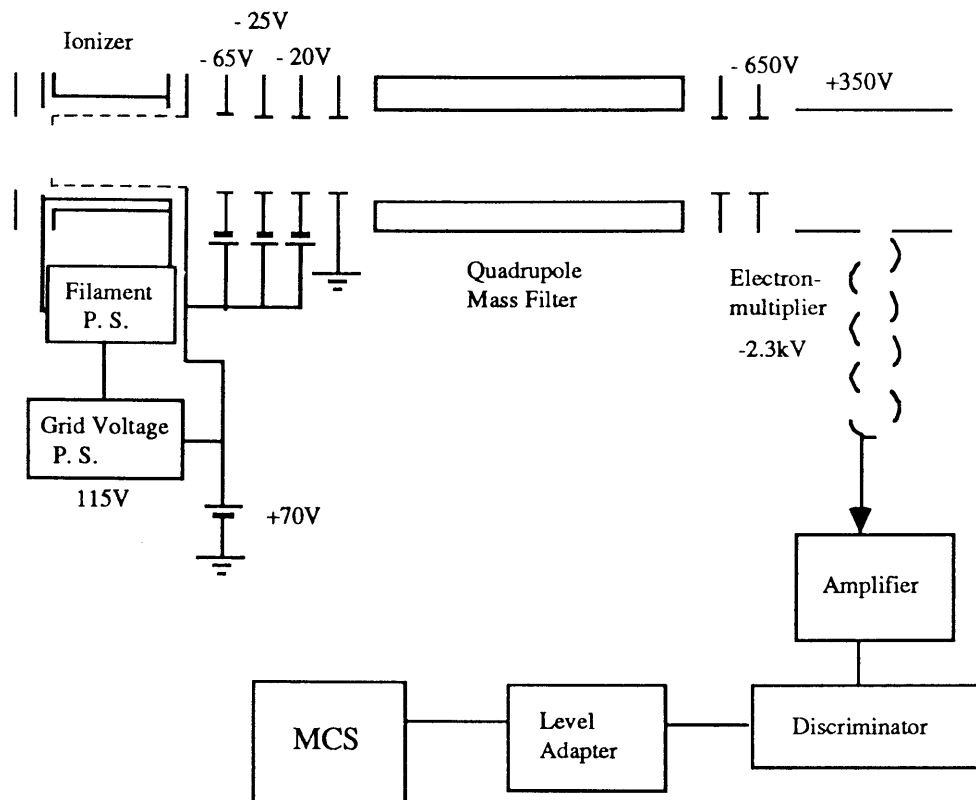 Ionizer
- 25V
- 65V
- 20V
- 650V
+350V
Filament
P. S.
Quadrupole
Mass Filter
Electron-
multiplier
-2.3kV
Grid Voltage
P. S.
115V
+70V
Amplifier
MCS
Level
Adapter
Discriminator